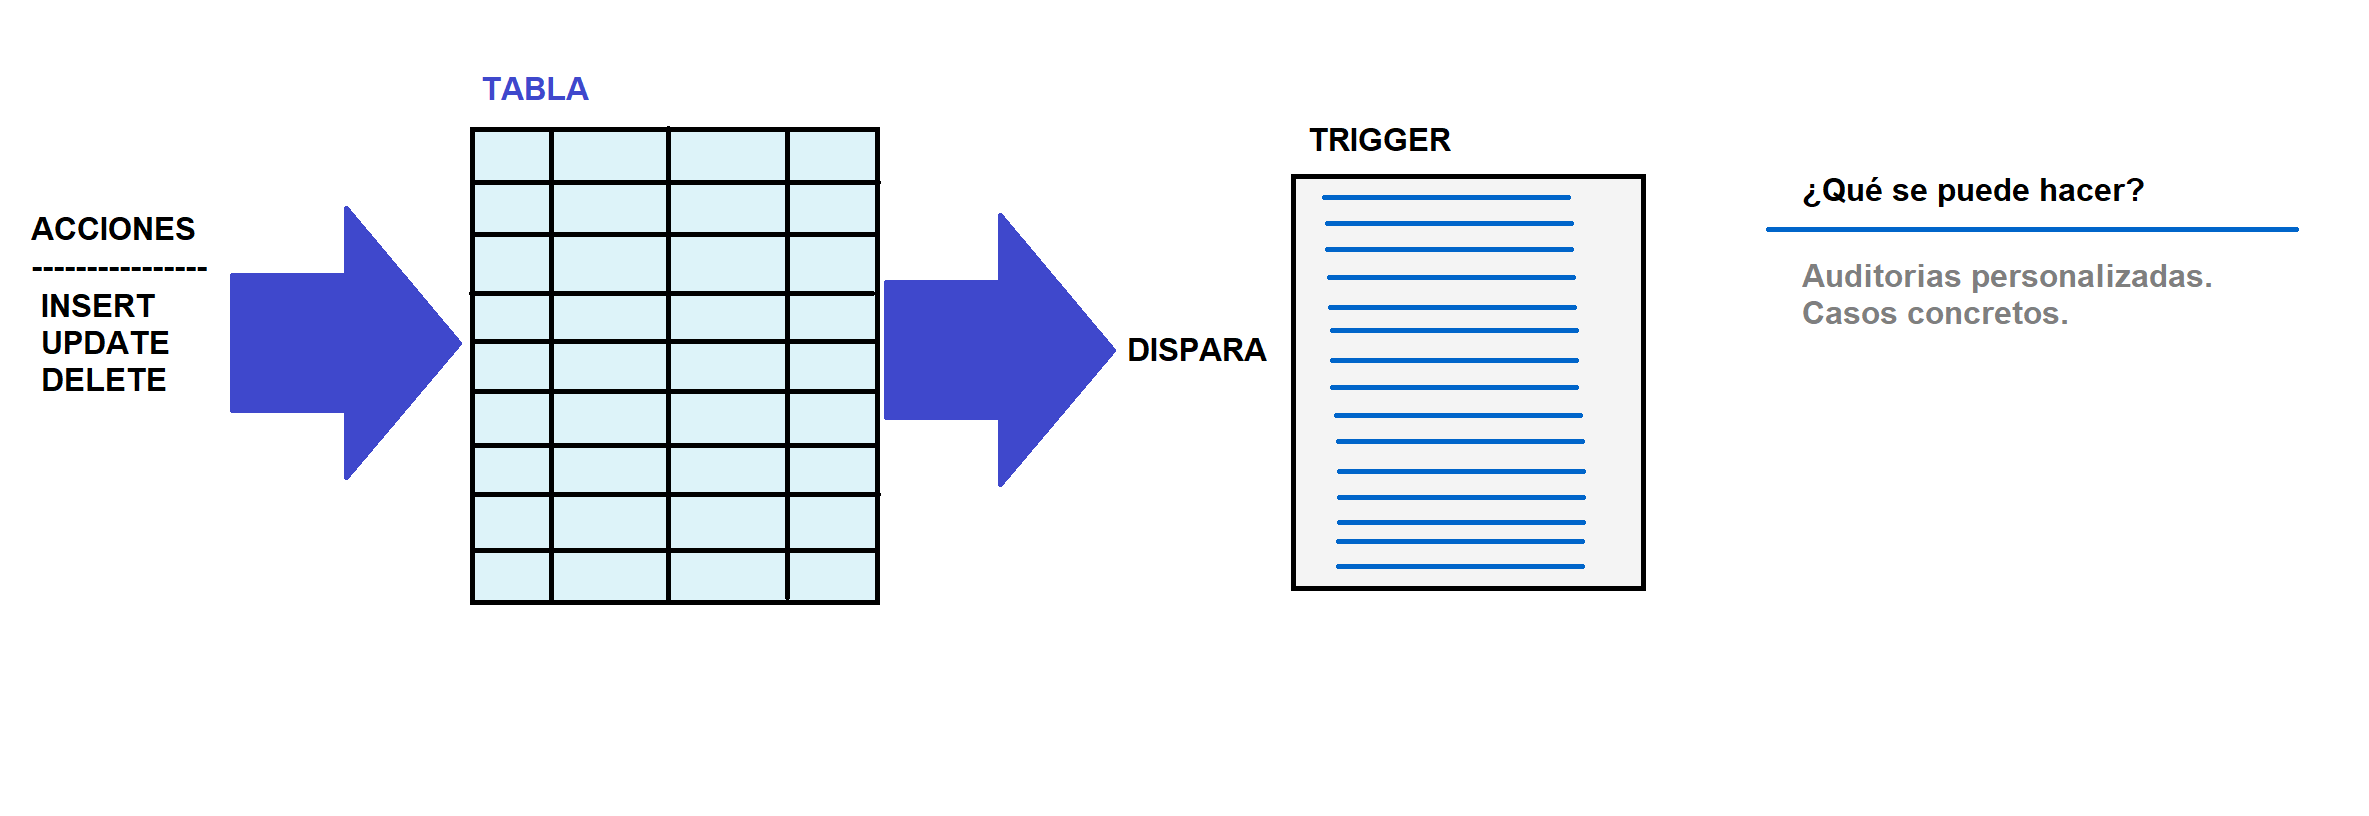 ACCIONES
----------------
INSERT
UPDATE
DELETE
TABLA
DISPARA
TRIGGER
¿Qué se puede hacer?
Auditorias personalizadas.
Casos concretos.